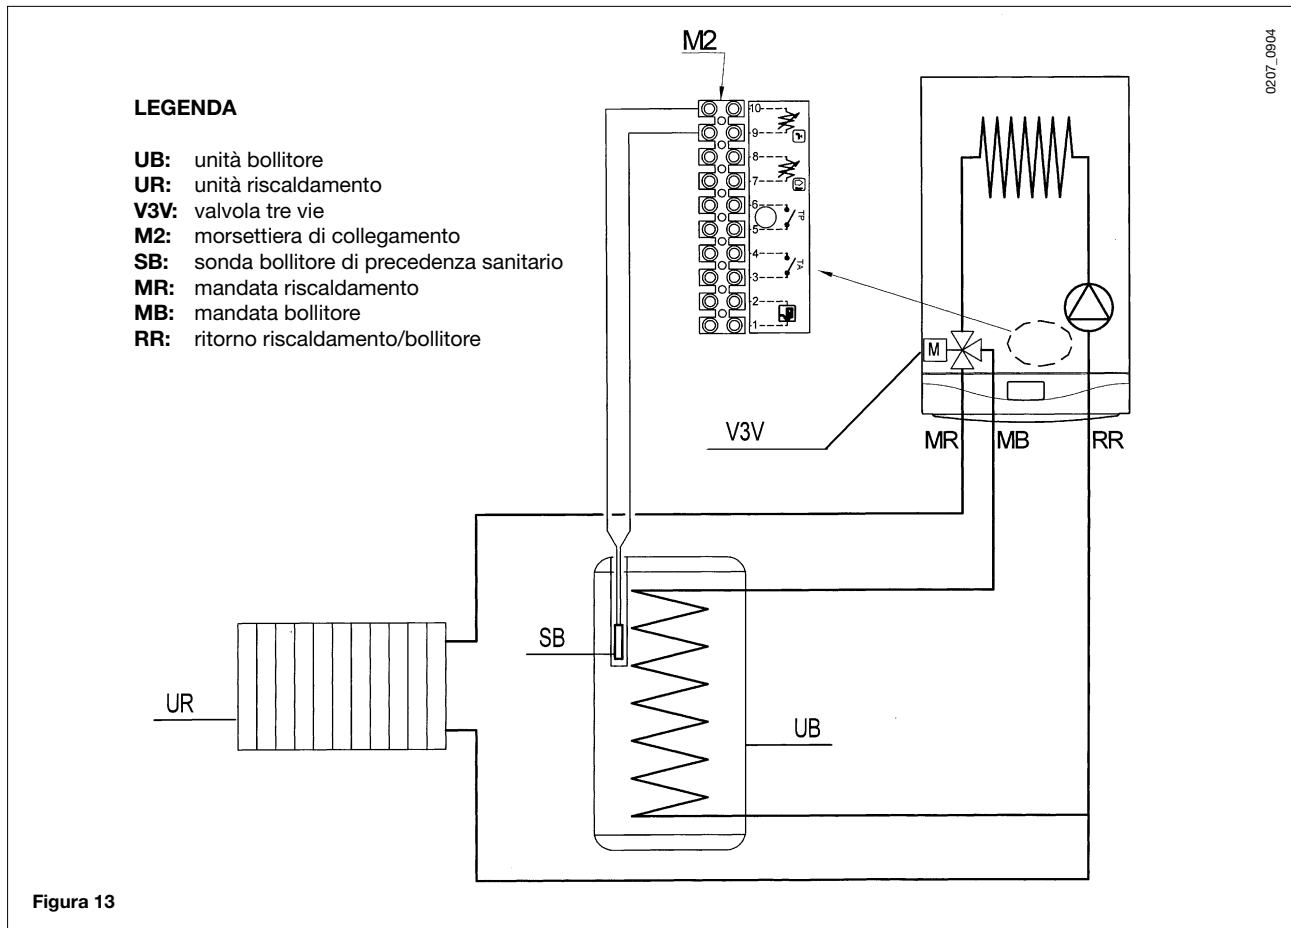 0207_0904
M2
LEGENDA
UB: unità bollitore
UR: unità riscaldamento
V3V: valvola tre vie
M2: morsettiera di collegamento
SB: sonda bollitore di precedenza sanitario
MR: mandata riscaldamento
MB: mandata bollitore
RR: ritorno riscaldamento/bollitore
10
9
8
7
6
TP
5
4
TA
3
2
1
M
V3V
MR
MB
RR
SB
UR
UB
Figura 13